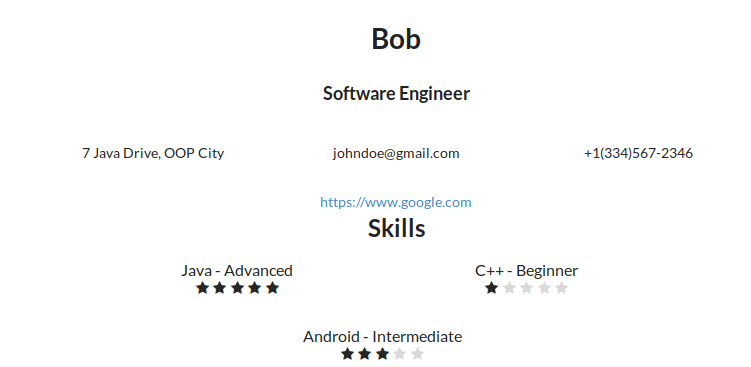 Bob
Software Engineer
7 Java Drive, OOP City johndoe@gmail.com +1(334)567-2346
https://www.google.com
Skills
Java - Advanced C++ - Beginner
Android - Intermediate